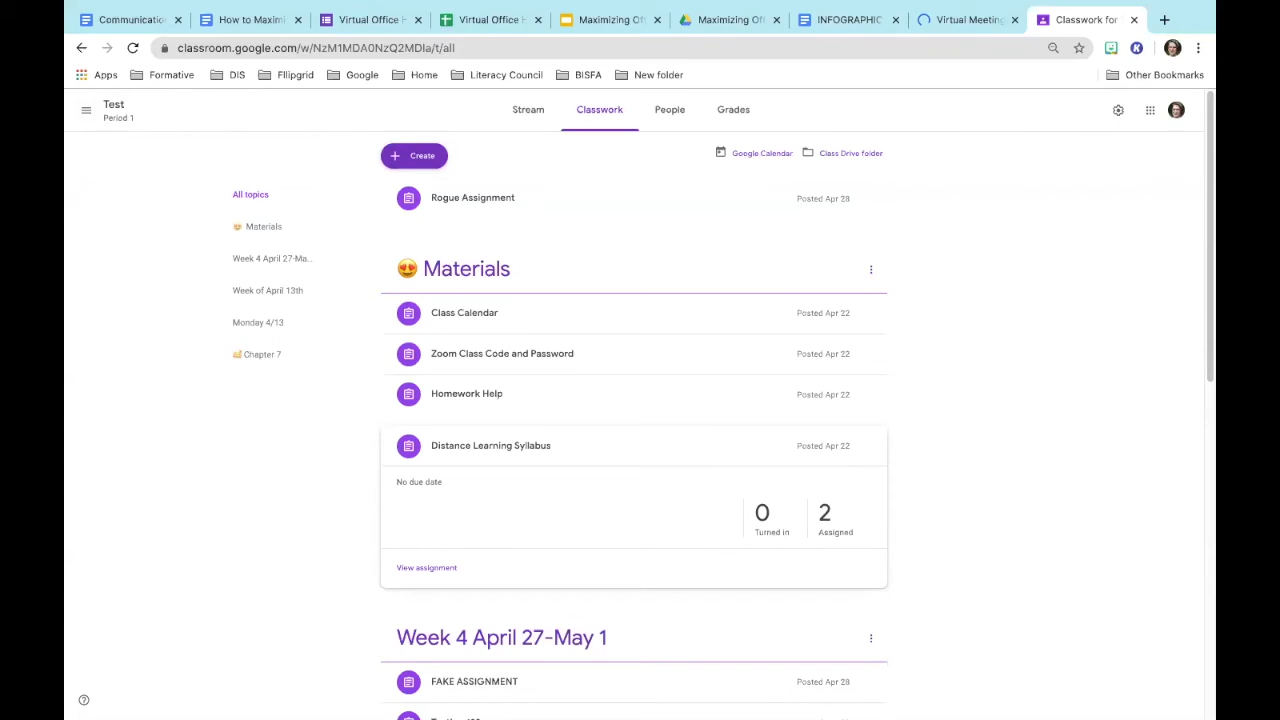 Communication
How to Maximi
Virtual Office H
Virtual Office H
Maximizing Off
Maximizing Off
INFOGRAPHIC
Virtual Meeting
Classwork for
classroom.google.com/w/NzM1MDA0NzQ2MDla/t/all
Apps
Formative
DIS
Fllipgrid
Google
Home
Literacy Council
BISFA
New folder
Other Bookmarks
Test
Period 1
Stream
Classwork
People
Grades
Create
Google Calendar
Class Drive folder
All topics
Materials
Week 4 April 27-Ma...
Week of April 13th
Monday 4/13
Chapter 7
Rogue Assignment
Posted Apr 28
😍 Materials
Class Calendar
Posted Apr 22
Zoom Class Code and Password
Posted Apr 22
Homework Help
Posted Apr 22
Distance Learning Syllabus
Posted Apr 22
No due date
0
Turned in
2
Assigned
View assignment
Week 4 April 27-May 1
FAKE ASSIGNMENT
Posted Apr 28